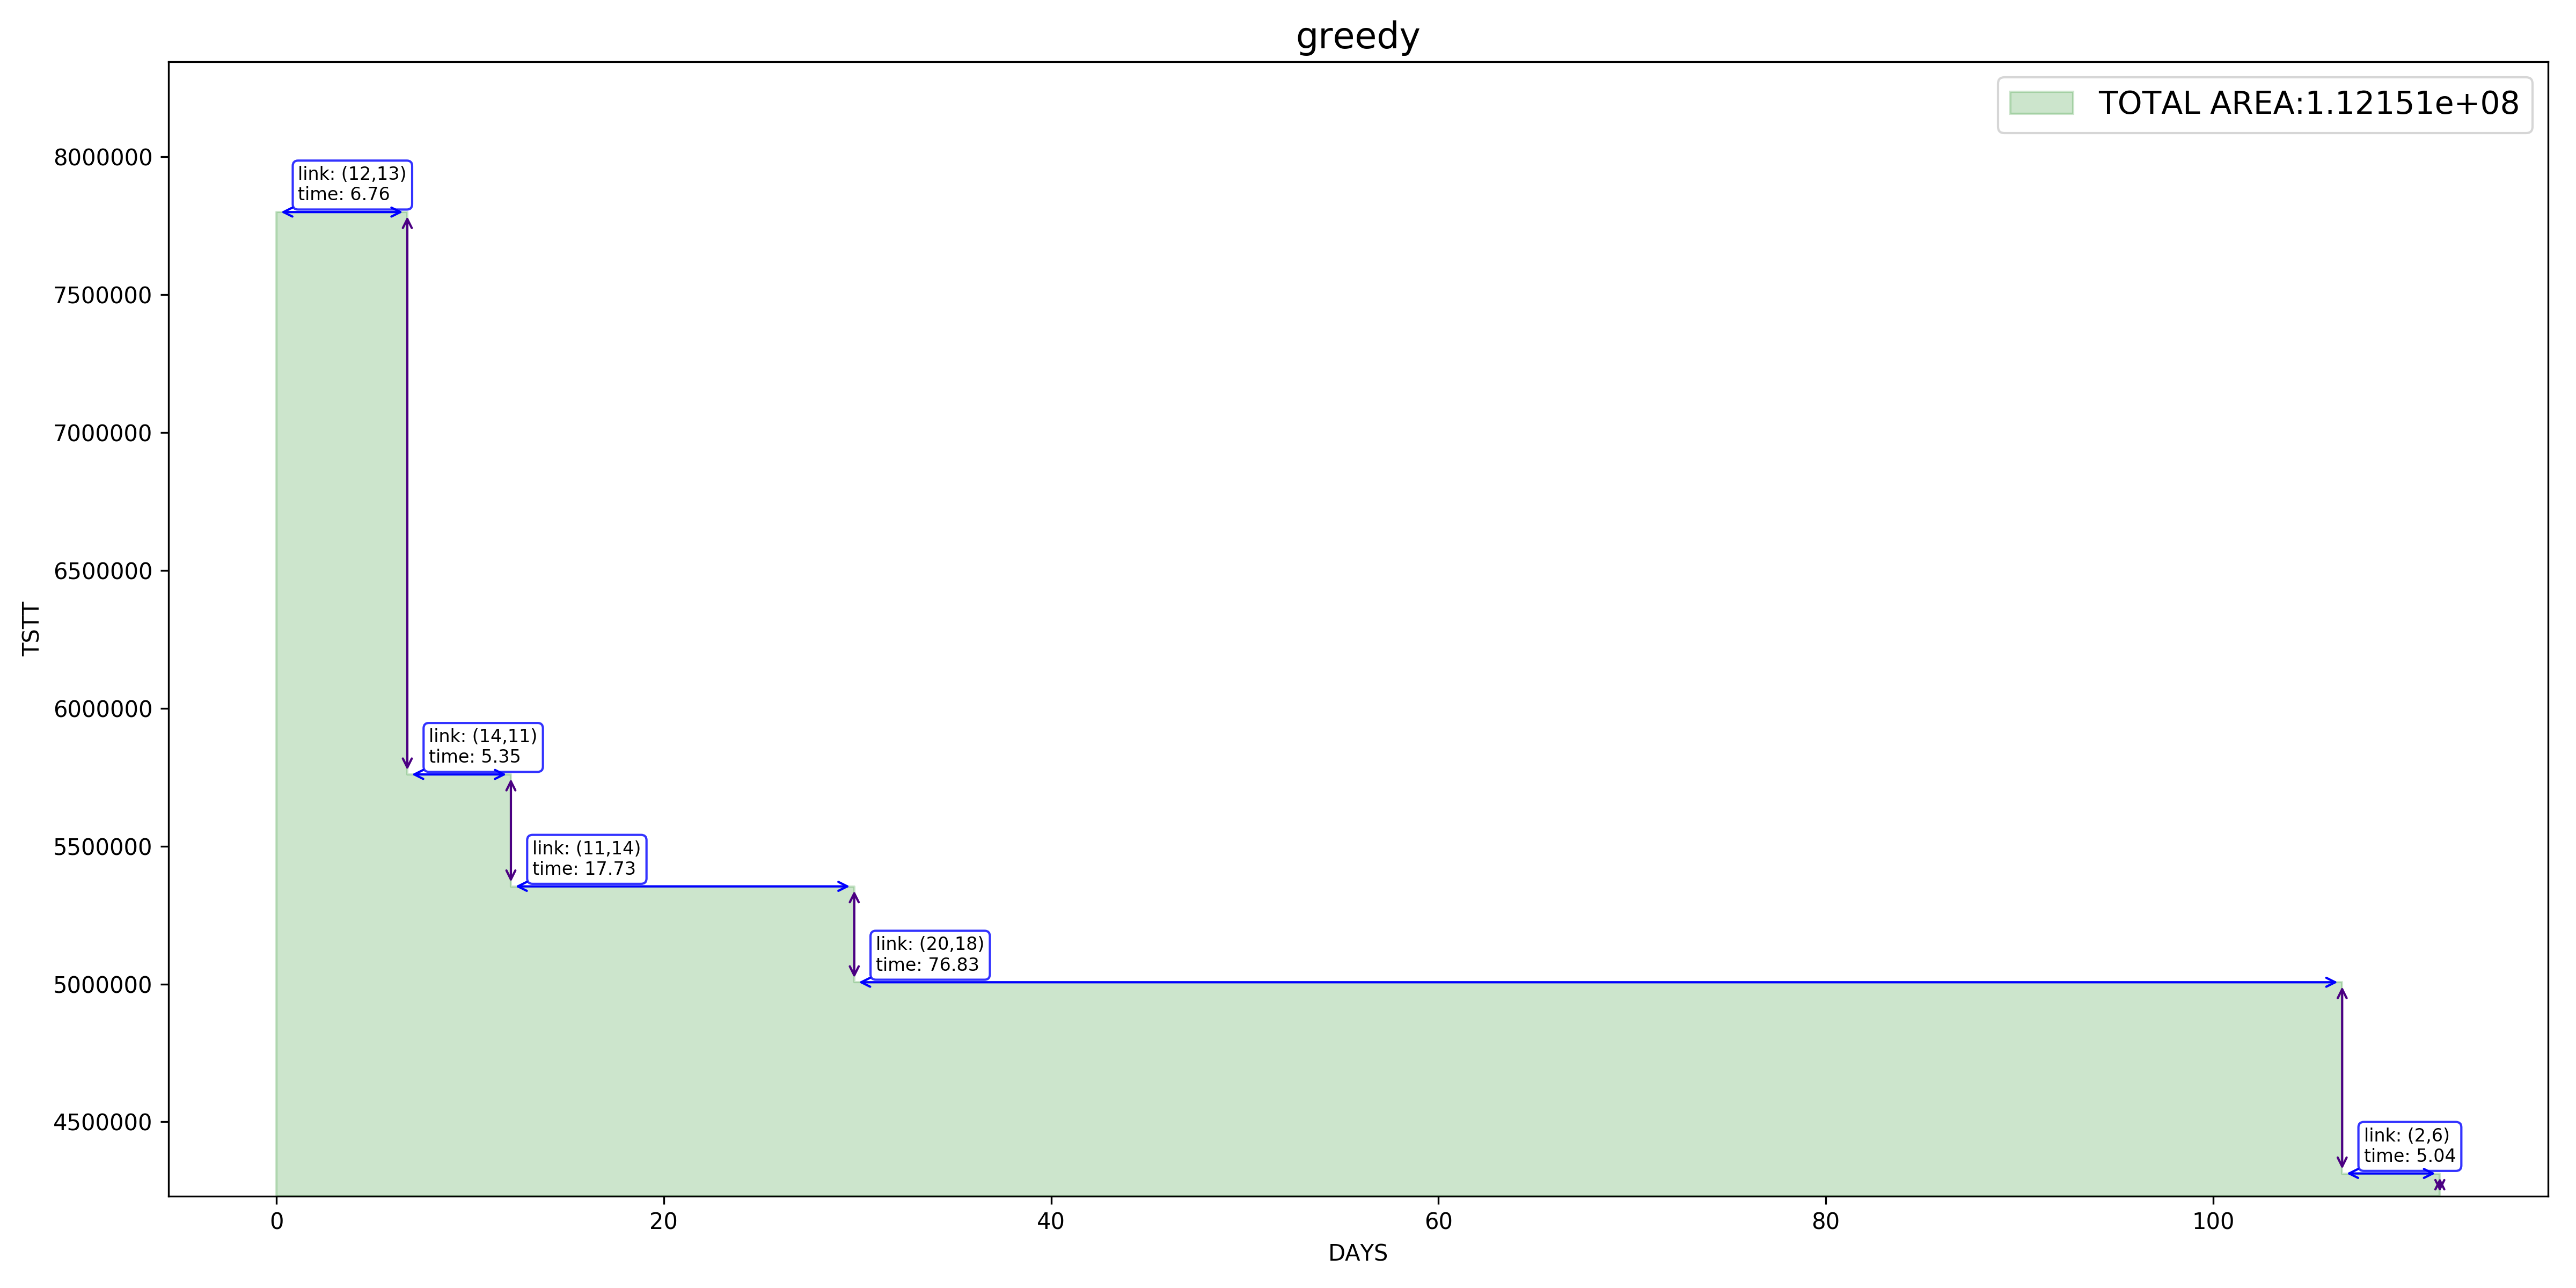 greedy
TOTAL AREA:1.12151e+08
8000000
7500000
7000000
6500000
6000000
5500000
5000000
4500000
TSTT
link: (12,13)
time: 6.76
link: (14,11)
time: 5.35
link: (11,14)
time: 17.73
link: (20,18)
time: 76.83
link: (2,6)
time: 5.04
0 20 40 60 80 100
DAYS